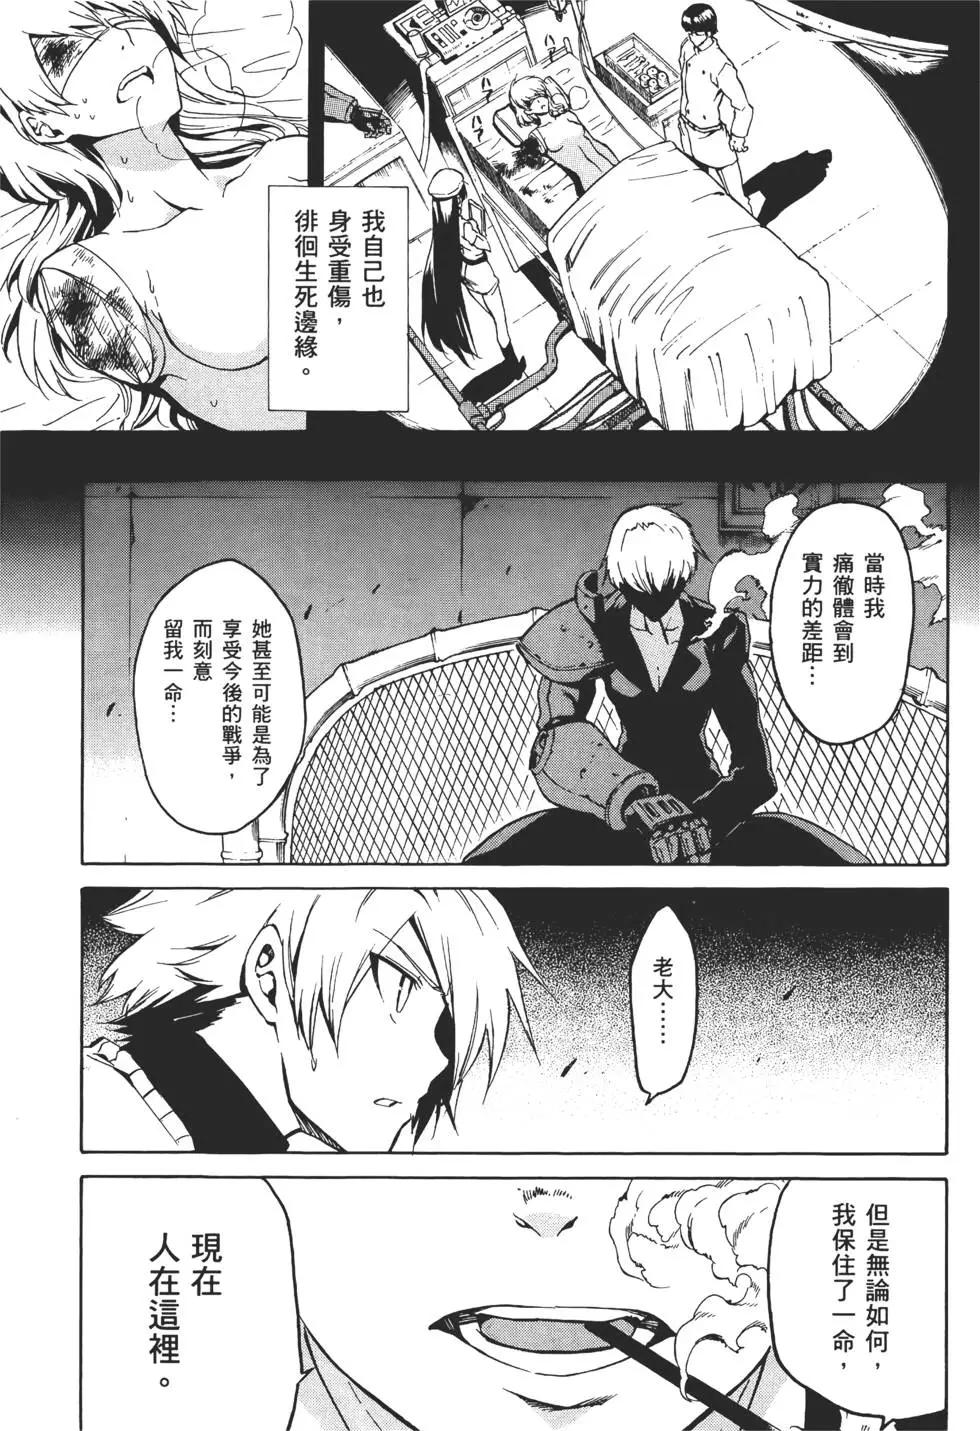 我自己也
身受重傷，
徘徊生死邊緣。
當時我
痛徹體會到
實力的差距…
她甚至可能是為了
享受今後的戰爭，
而刻意
留我一命…
老大……
但是無論如何，
我保住了一命，
現在
人在這裡。